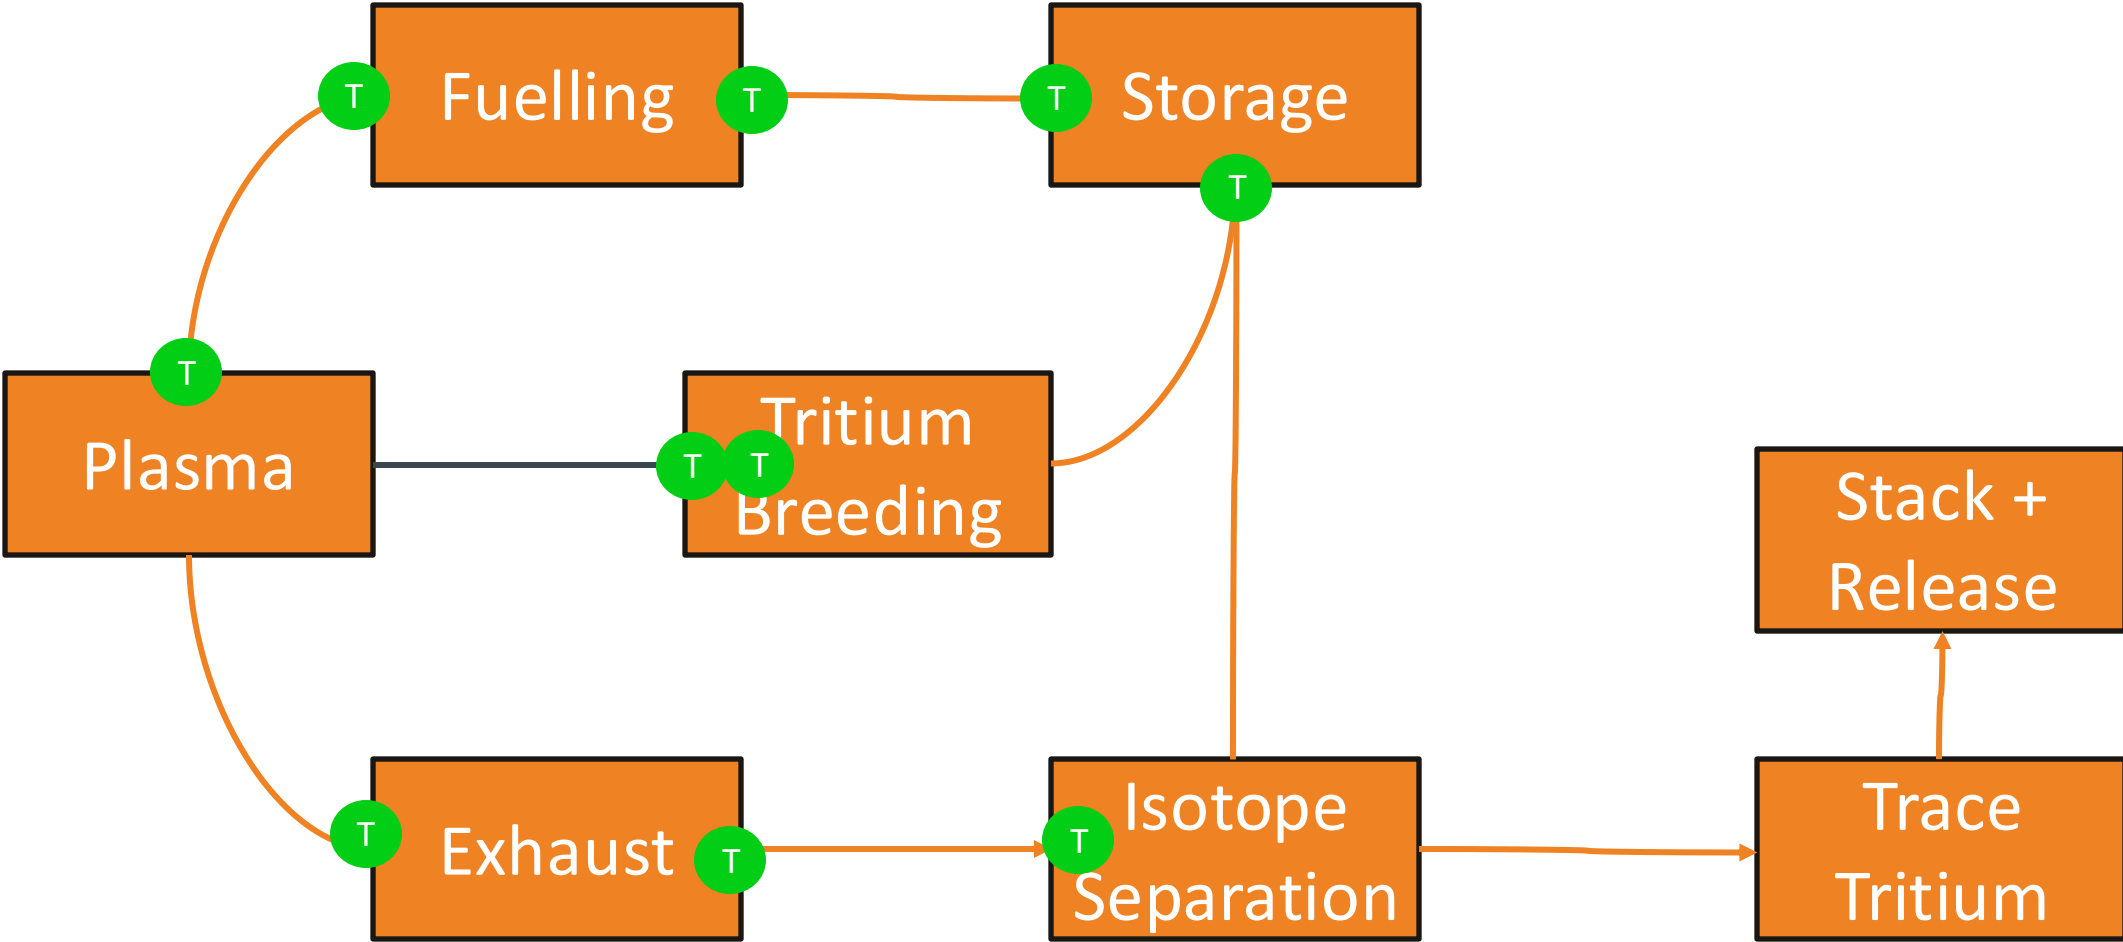 Fuelling
Storage
T
T
T
T
T
Plasma
Tritium
T
T
Breeding
Stack +
Release
Exhaust
T
T
Isotope
T
Separation
Trace
Tritium